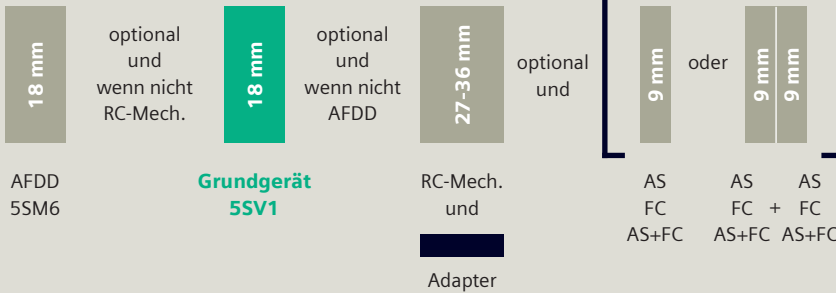 18 mm
optional
und
wenn nicht
RC-Mech.
18 mm
optional
und
wenn nicht
AFDD
27-36 mm
optional
und
9 mm
oder
9 mm
9 mm
AFDD
5SM6
Grundgerät
5SV1
RC-Mech.
und
Adapter
AS
FC
AS+FC
AS AS
FC + FC
AS+FC AS+FC